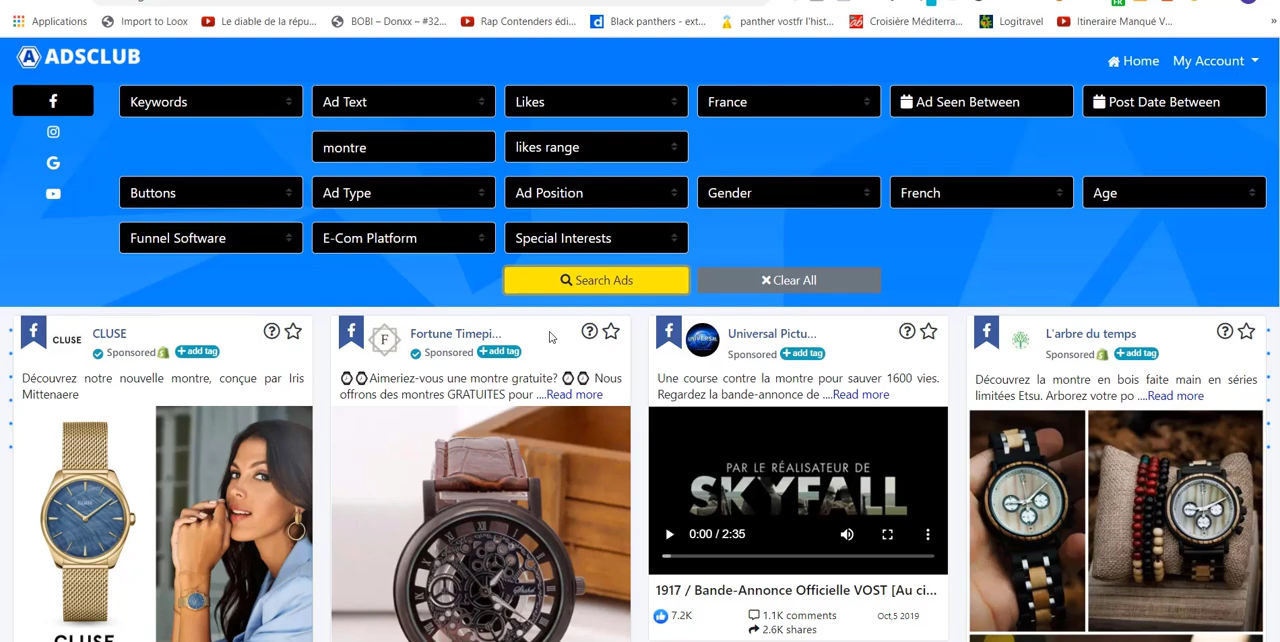 Applications
Import to Loox
Le diable de la répu...
BOBI – Donxx – #32...
Rap Contenders édi...
Black panthers - ext...
panther vostfr l'hist...
Croisière Méditerra...
Logitravel
Itineraire Manqué V...
»
ADSCLUB
Home
My Account
Keywords
Ad Text
Likes
France
Ad Seen Between
Post Date Between
montre
likes range
Buttons
Ad Type
Ad Position
Gender
French
Age
Funnel Software
E-Com Platform
Special Interests
Search Ads
Clear All
CLUSE
CLUSE
Sponsored
+ add tag
Découvrez notre nouvelle montre, conçue par Iris
Mittenaere
CLUSE
F
Fortune Timepi...
Sponsored
+ add tag
Aimeriez-vous une montre gratuite? Nous
offrons des montres GRATUITES pour ....Read more
Universal Pictu...
Sponsored
+ add tag
Une course contre la montre pour sauver 1600 vies.
Regardez la bande-annonce de ....Read more
PAR LE RÉALISATEUR DE
SKYFALL
0:00 / 2:35
1917 / Bande-Annonce Officielle VOST [Au ci...
7.2K
1.1K comments
Oct,5 2019
2.6K shares
L'arbre du temps
Sponsored
+ add tag
Découvrez la montre en bois faite main en séries
limitées Etsu. Arborez votre po ....Read more